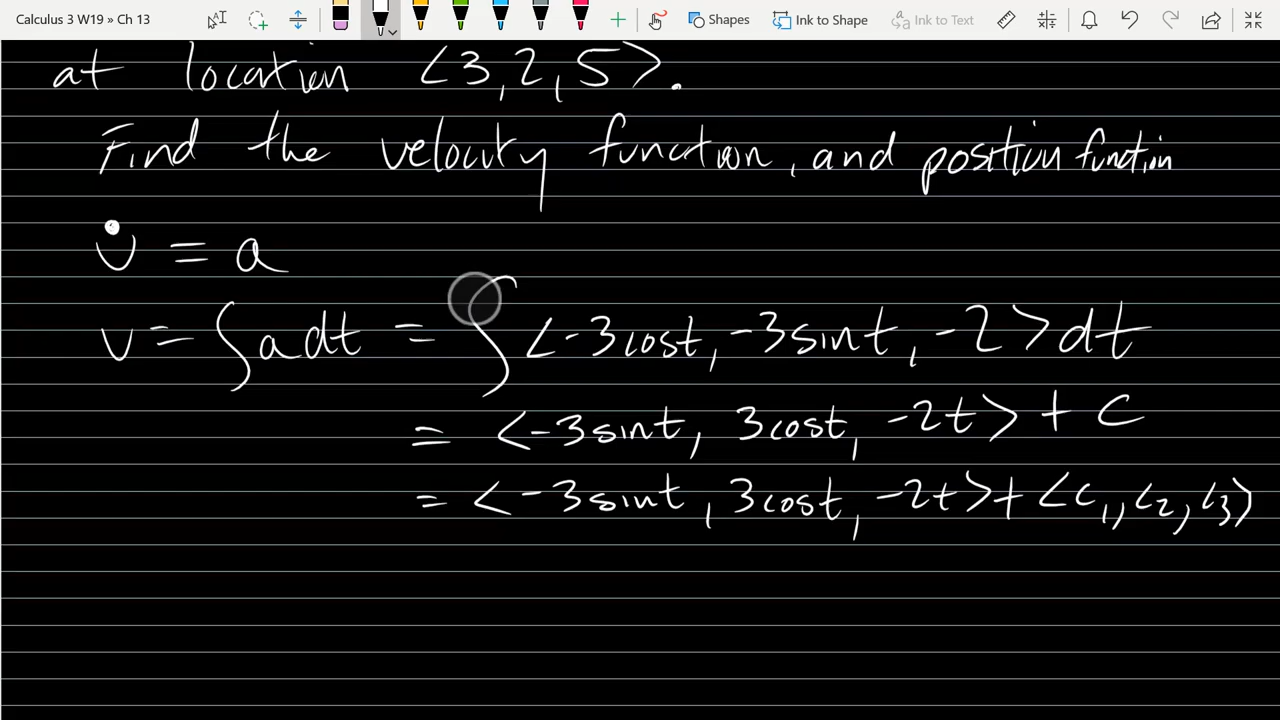 Calculus 3 W19 » Ch 13
Shapes Ink to Shape Ink to Text
at location <3, 2, 5>.
Find the velocity function, and position function
v̇ = a
v = ∫ a dt = ∫ <-3cost, -3sint, -2> dt
= <-3sint, 3cost, -2t> + C
= <-3sint, 3cost, -2t> + <C₁, C₂, C₃>